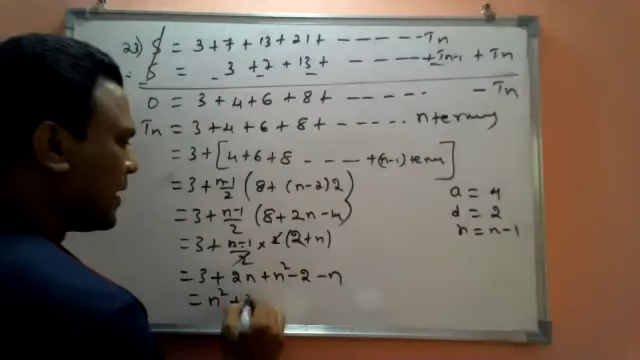 23) S = 3+7+13+21+ ------ Tn
- S = - 3 + 7 + 13 + ------ + Tn-1 + Tn
0 = 3+4+6+8+ ------ - Tn
Tn = 3+4+6+8+ ------ n terms
= 3+[4+6+8 ------ +(n-1) term]
= 3+ n-1/2 (8+(n-2)2)
= 3+ n-1/2 (8+2n-4)
= 3+ n-1/2 × 2(2+n)
= 3+2n+n²-2-n
= n²+
a = 4
d = 2
n = n-1